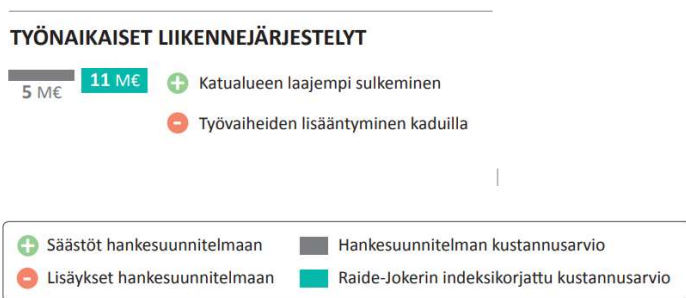 TYÖNAIKAISET LIIKENNEJÄRJESTELYT
5 M€
11 M€
Katualueen laajempi sulkeminen
Työvaiheiden lisääntyminen kaduilla
Säästöt hankesuunnitelmaan
Hankesuunnitelman kustannusarvio
Lisäykset hankesuunnitelmaan
Raide-Jokerin indeksikorjattu kustannusarvio